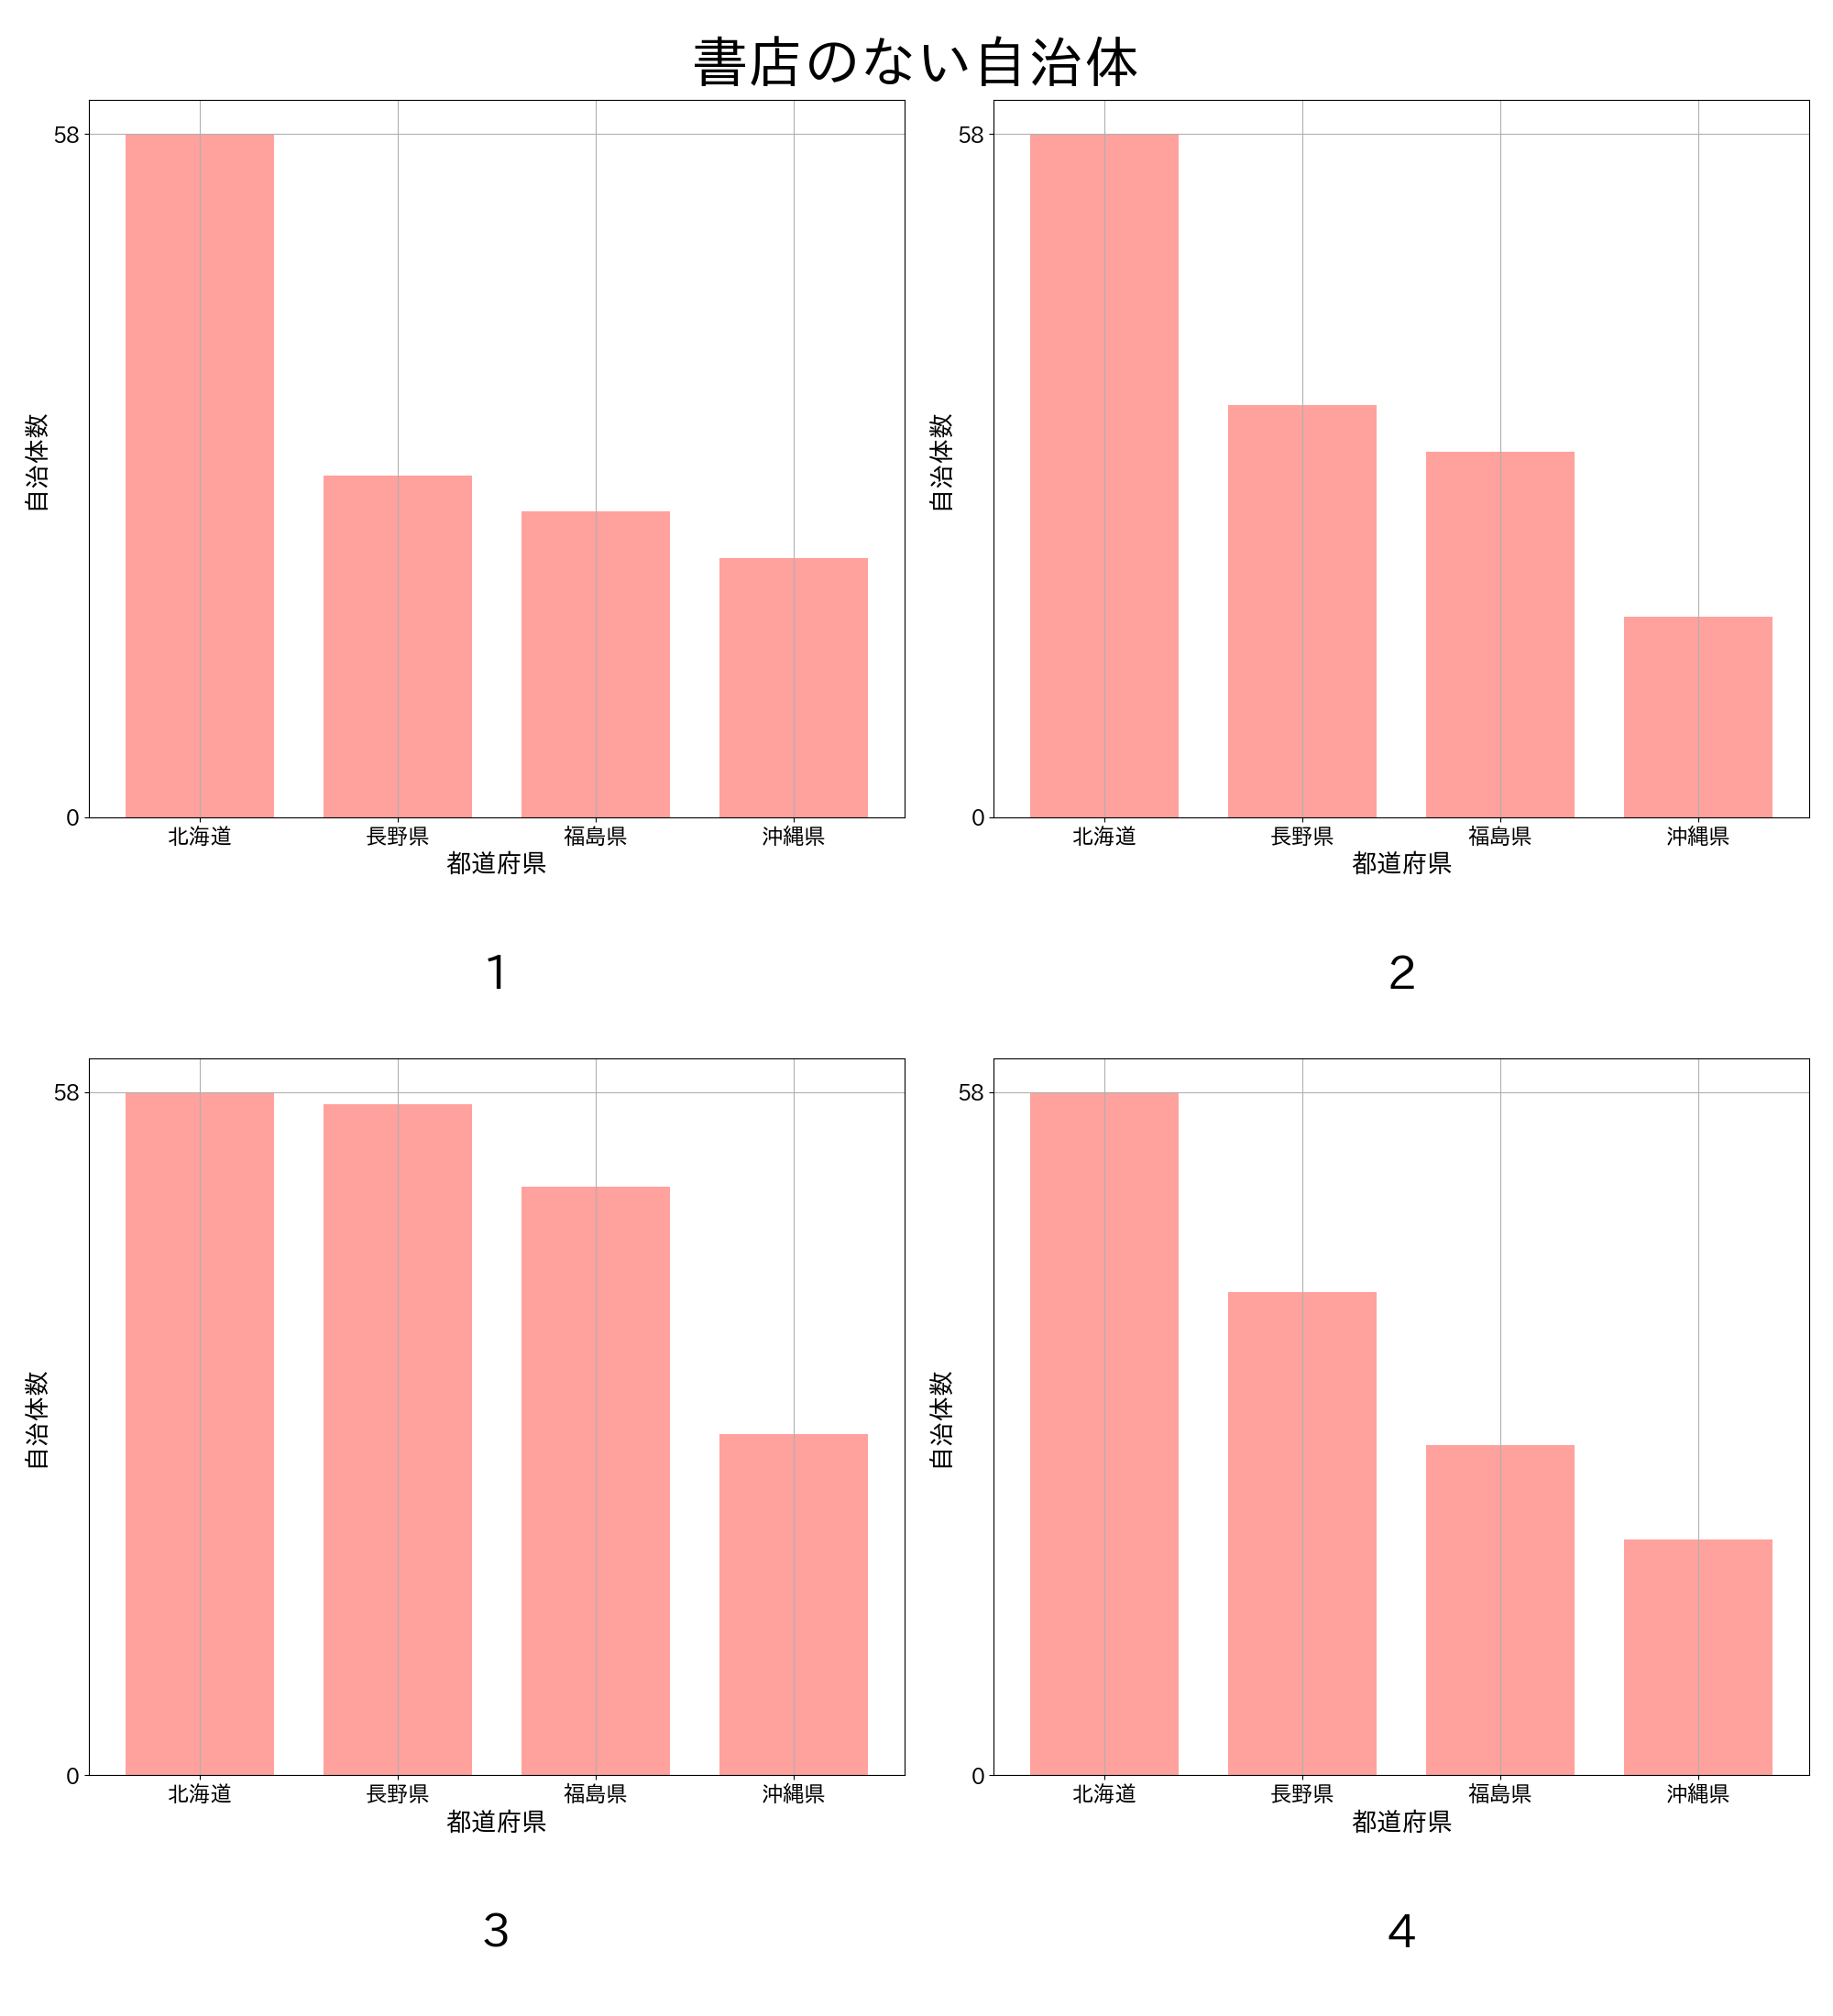 書店のない自治体
58
0
自治体数
北海道
長野県
福島県
沖縄県
都道府県
1
58
0
自治体数
北海道
長野県
福島県
沖縄県
都道府県
2
58
0
自治体数
北海道
長野県
福島県
沖縄県
都道府県
3
58
0
自治体数
北海道
長野県
福島県
沖縄県
都道府県
4